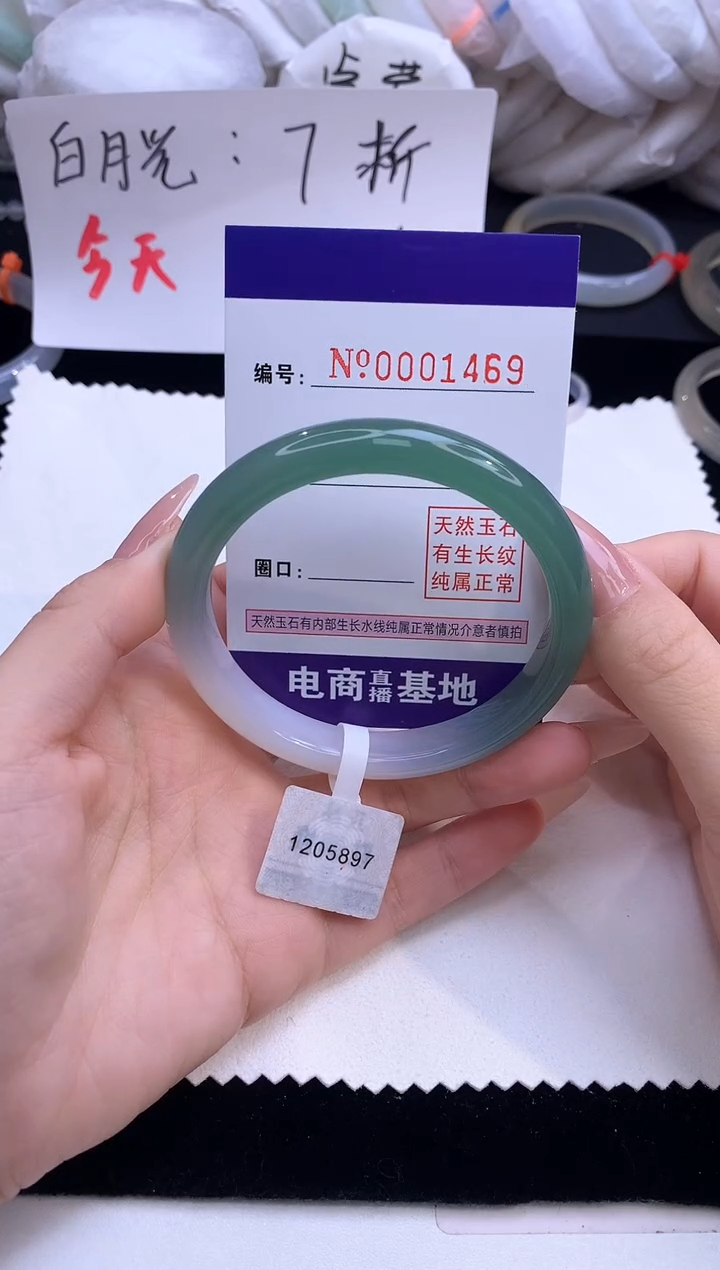 白月光：7折
今天
编号：
№0001469
天然玉石
有生长纹
纯属正常
圈口：
天然玉石有内部生长水线纯属正常情况介意者慎拍
电商直播基地
1205897